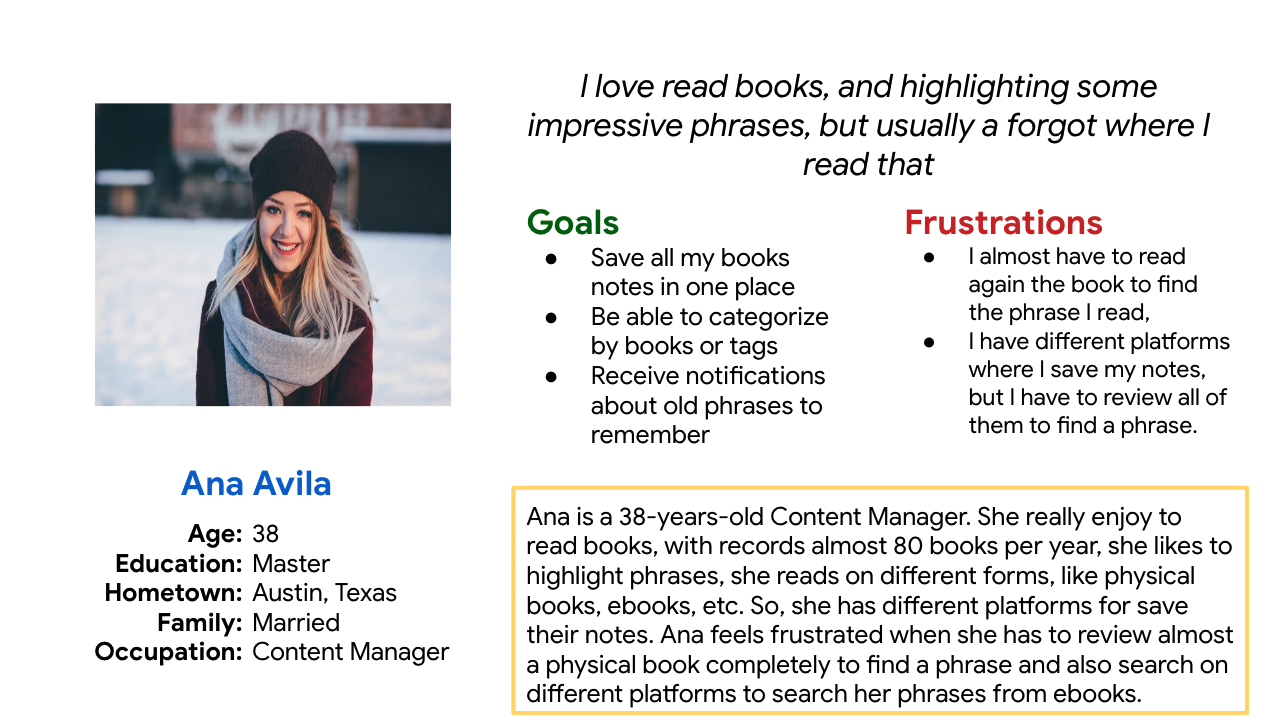 I love read books, and highlighting some
impressive phrases, but usually a forgot where I
read that
Goals
● Save all my books
notes in one place
● Be able to categorize
by books or tags
● Receive notifications
about old phrases to
remember
Frustrations
● I almost have to read
again the book to find
the phrase I read,
● I have different platforms
where I save my notes,
but I have to review all of
them to find a phrase.
Ana Avila
Age: 38
Education: Master
Hometown: Austin, Texas
Family: Married
Occupation: Content Manager
Ana is a 38-years-old Content Manager. She really enjoy to
read books, with records almost 80 books per year, she likes to
highlight phrases, she reads on different forms, like physical
books, ebooks, etc. So, she has different platforms for save
their notes. Ana feels frustrated when she has to review almost
a physical book completely to find a phrase and also search on
different platforms to search her phrases from ebooks.